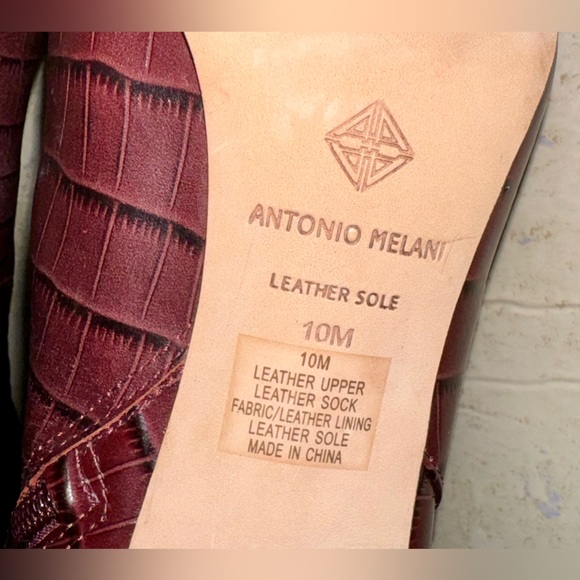 ANTONIO MELANI
LEATHER SOLE
10M
10M
LEATHER UPPER
LEATHER SOCK
FABRIC/LEATHER LINING
LEATHER SOLE
MADE IN CHINA